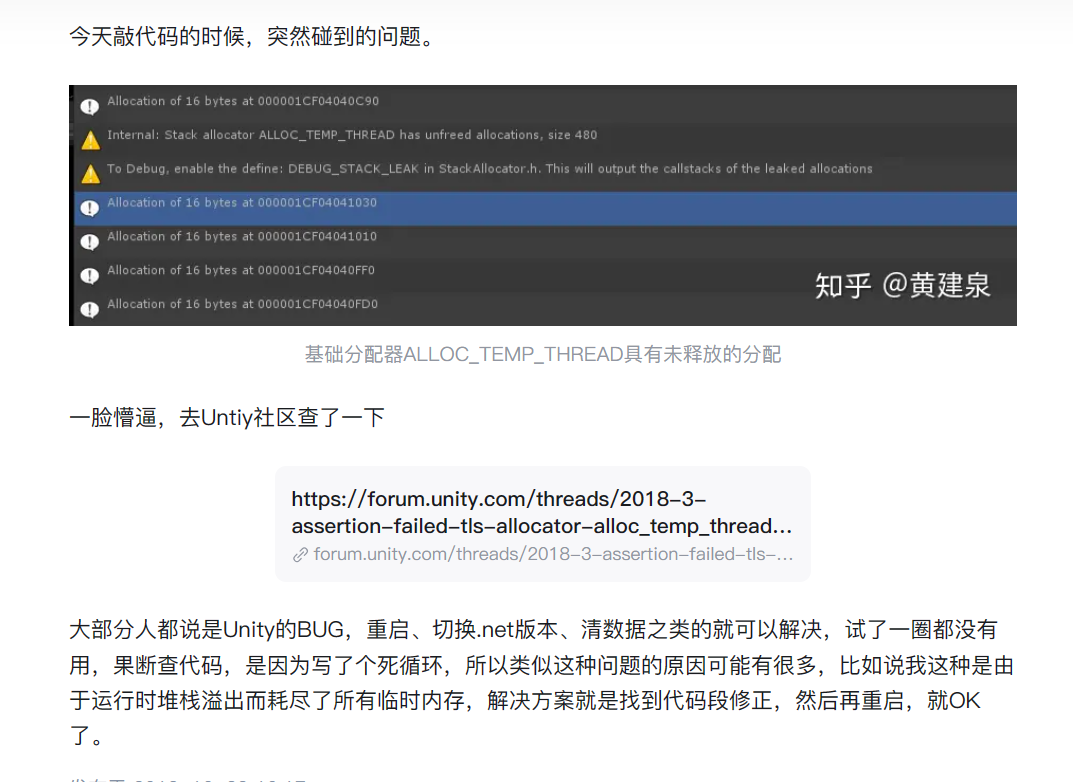 今天敲代码的时候，突然碰到的问题。
Allocation of 16 bytes at 000001CF04040C90
Internal: Stack allocator ALLOC_TEMP_THREAD has unfreed allocations, size 480
To Debug, enable the define: DEBUG_STACK_LEAK in StackAllocator.h. This will output the callstacks of the leaked allocations
Allocation of 16 bytes at 000001CF04041030
Allocation of 16 bytes at 000001CF04041010
Allocation of 16 bytes at 000001CF04040FF0
Allocation of 16 bytes at 000001CF04040FD0
知乎 @黄建泉
基础分配器ALLOC_TEMP_THREAD具有未释放的分配
一脸懵逼，去Untiy社区查了一下
https://forum.unity.com/threads/2018-3-
assertion-failed-tls-allocator-alloc_temp_thread...
forum.unity.com/threads/2018-3-assertion-failed-tls-...
大部分人都说是Unity的BUG，重启、切换.net版本、清数据之类的就可以解决，试了一圈都没有
用，果断查代码，是因为写了个死循环，所以类似这种问题的原因可能有很多，比如说我这种是由
于运行时堆栈溢出而耗尽了所有临时内存，解决方案就是找到代码段修正，然后再重启，就OK
了。